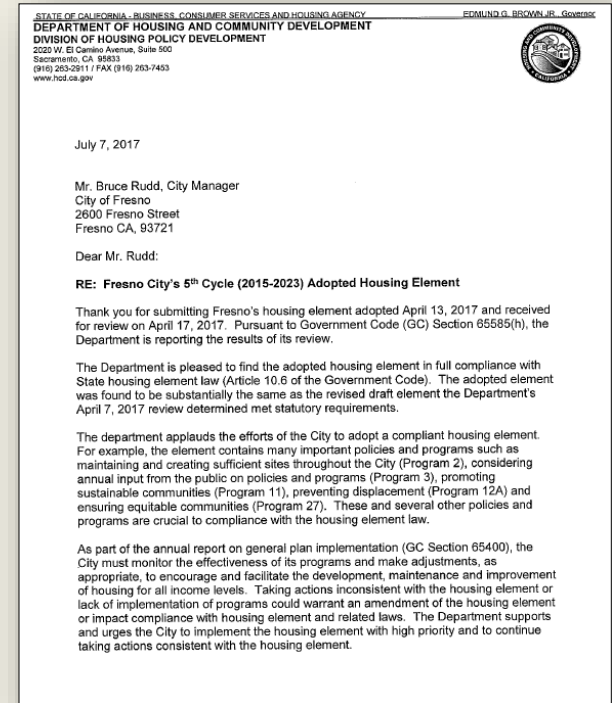 STATE OF CALIFORNIA - BUSINESS, CONSUMER SERVICES AND HOUSING AGENCY EDMUND G. BROWN JR., Governor
DEPARTMENT OF HOUSING AND COMMUNITY DEVELOPMENT
DIVISION OF HOUSING POLICY DEVELOPMENT
2020 W. El Camino Avenue, Suite 500
Sacramento, CA 95833
(916) 263-2911 / FAX (916) 263-7453
www.hcd.ca.gov
HOUSING AND COMMUNITY DEVELOPMENT
CALIFORNIA
July 7, 2017
Mr. Bruce Rudd, City Manager
City of Fresno
2600 Fresno Street
Fresno CA, 93721
Dear Mr. Rudd:
RE: Fresno City's 5th Cycle (2015-2023) Adopted Housing Element
Thank you for submitting Fresno's housing element adopted April 13, 2017 and received
for review on April 17, 2017. Pursuant to Government Code (GC) Section 65585(h), the
Department is reporting the results of its review.
The Department is pleased to find the adopted housing element in full compliance with
State housing element law (Article 10.6 of the Government Code). The adopted element
was found to be substantially the same as the revised draft element the Department's
April 7, 2017 review determined met statutory requirements.
The department applauds the efforts of the City to adopt a compliant housing element.
For example, the element contains many important policies and programs such as
maintaining and creating sufficient sites throughout the City (Program 2), considering
annual input from the public on policies and programs (Program 3), promoting
sustainable communities (Program 11), preventing displacement (Program 12A) and
ensuring equitable communities (Program 27). These and several other policies and
programs are crucial to compliance with the housing element law.
As part of the annual report on general plan implementation (GC Section 65400), the
City must monitor the effectiveness of its programs and make adjustments, as
appropriate, to encourage and facilitate the development, maintenance and improvement
of housing for all income levels. Taking actions inconsistent with the housing element or
lack of implementation of programs could warrant an amendment of the housing element
or impact compliance with housing element and related laws. The Department supports
and urges the City to implement the housing element with high priority and to continue
taking actions consistent with the housing element.